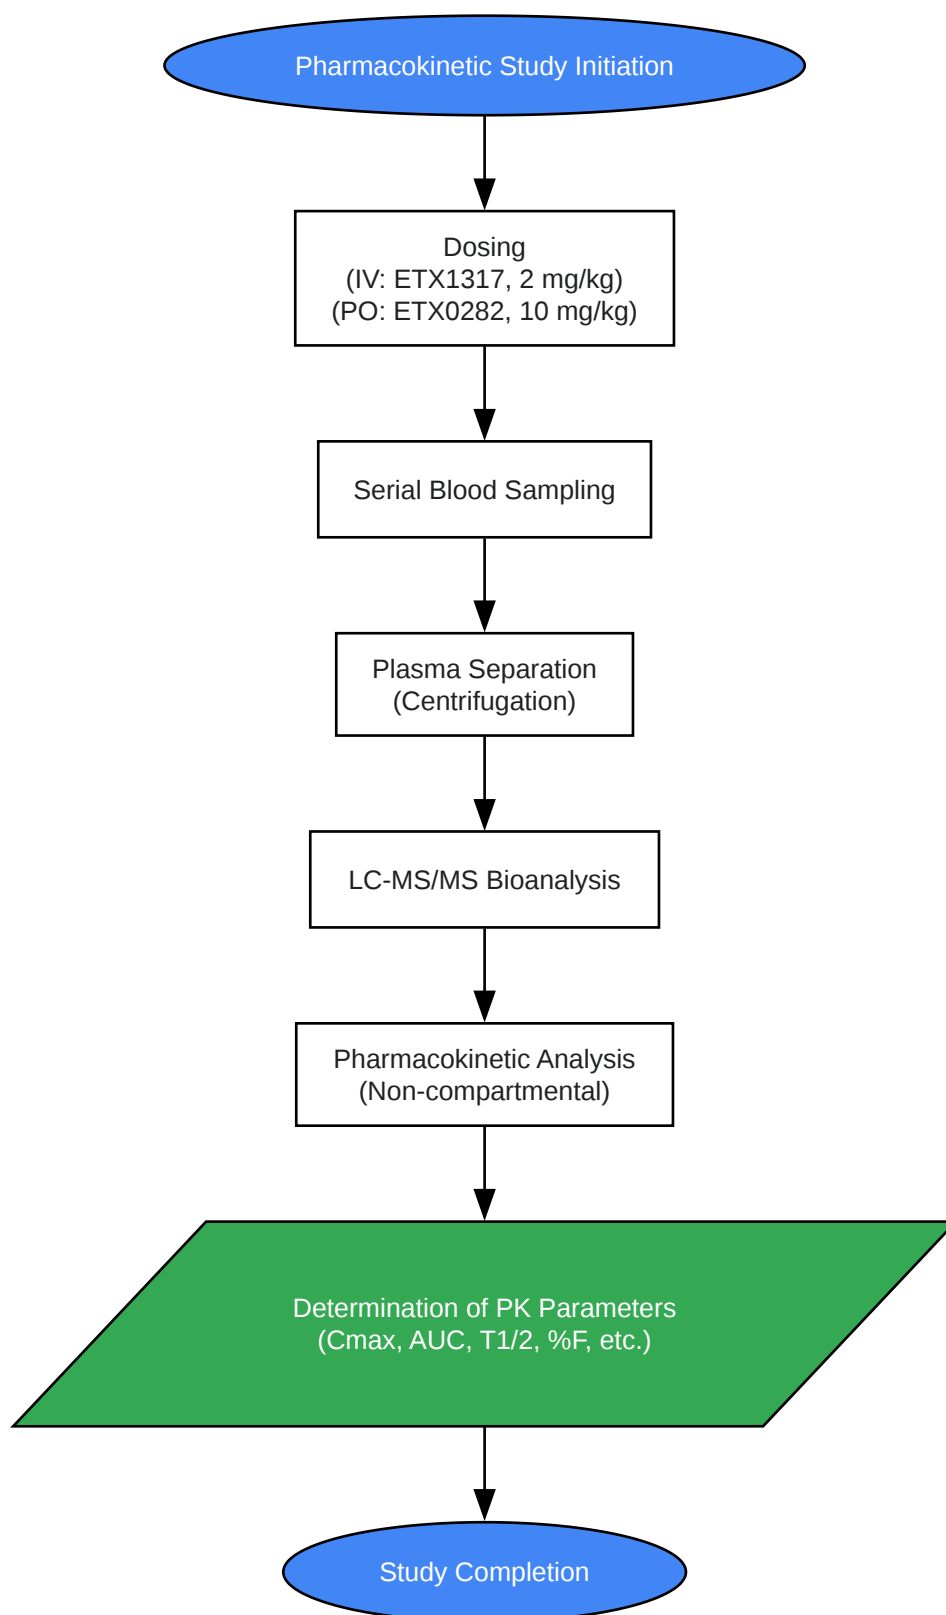 Pharmacokinetic Study Initiation
Dosing
(IV: ETX1317, 2 mg/kg)
(PO: ETX0282, 10 mg/kg)
Serial Blood Sampling
Plasma Separation
(Centrifugation)
LC-MS/MS Bioanalysis
Pharmacokinetic Analysis
(Non-compartmental)
Determination of PK Parameters
(Cmax, AUC, T1/2, %F, etc.)
Study Completion